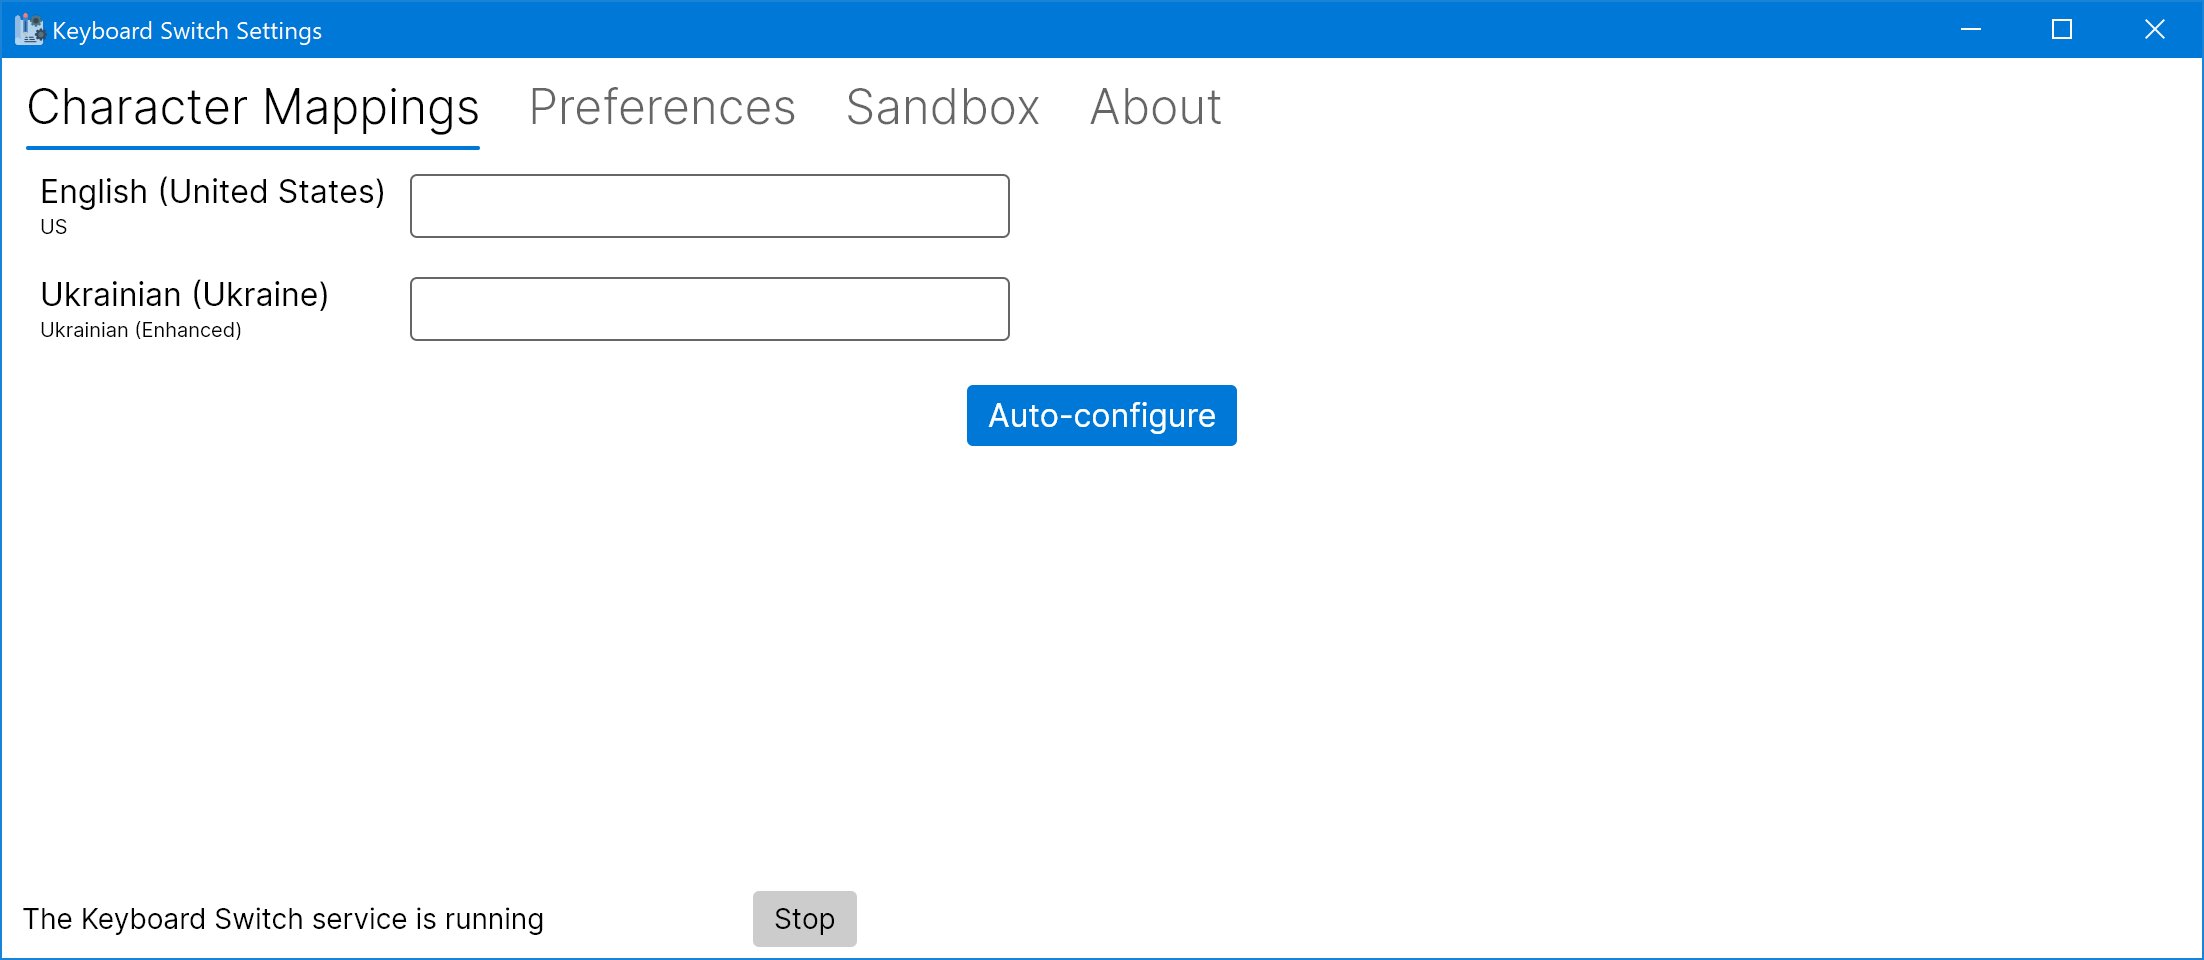 Keyboard Switch Settings
Character Mappings Preferences Sandbox About
English (United States)
US
Ukrainian (Ukraine)
Ukrainian (Enhanced)
Auto-configure
The Keyboard Switch service is running Stop